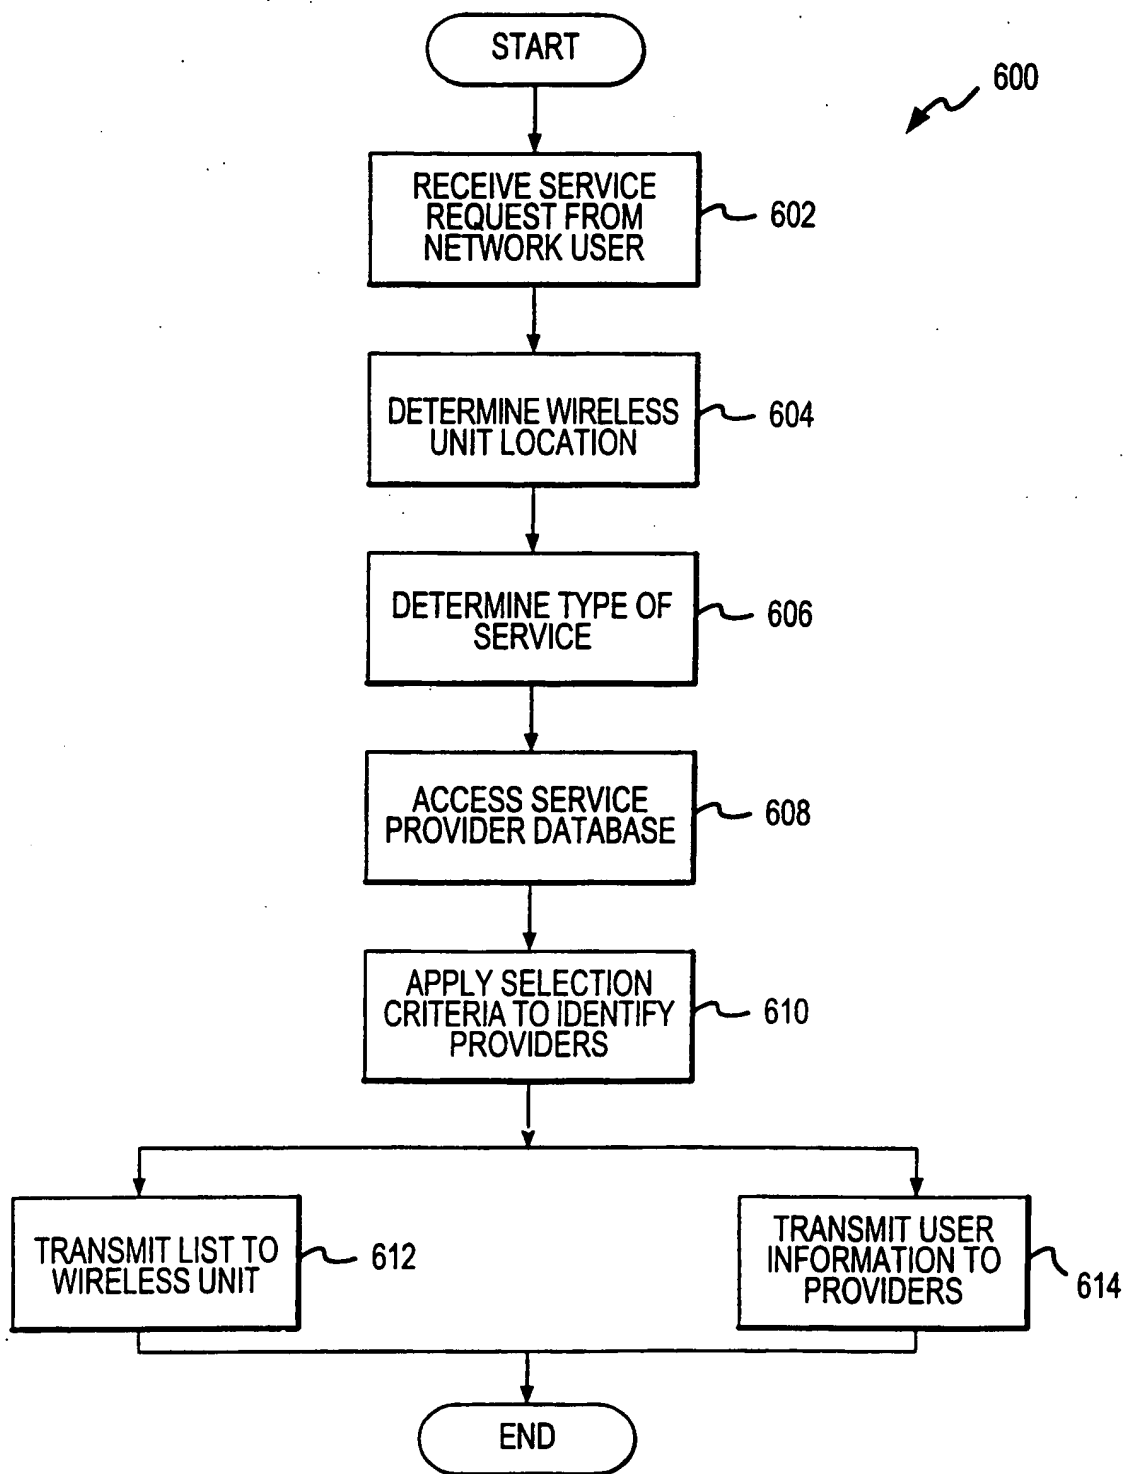 START
600
RECEIVE SERVICE
REQUEST FROM
NETWORK USER
602
DETERMINE WIRELESS
UNIT LOCATION
604
DETERMINE TYPE OF
SERVICE
606
ACCESS SERVICE
PROVIDER DATABASE
608
APPLY SELECTION
CRITERIA TO IDENTIFY
PROVIDERS
610
TRANSMIT LIST TO
WIRELESS UNIT
612
TRANSMIT USER
INFORMATION TO
PROVIDERS
614
END